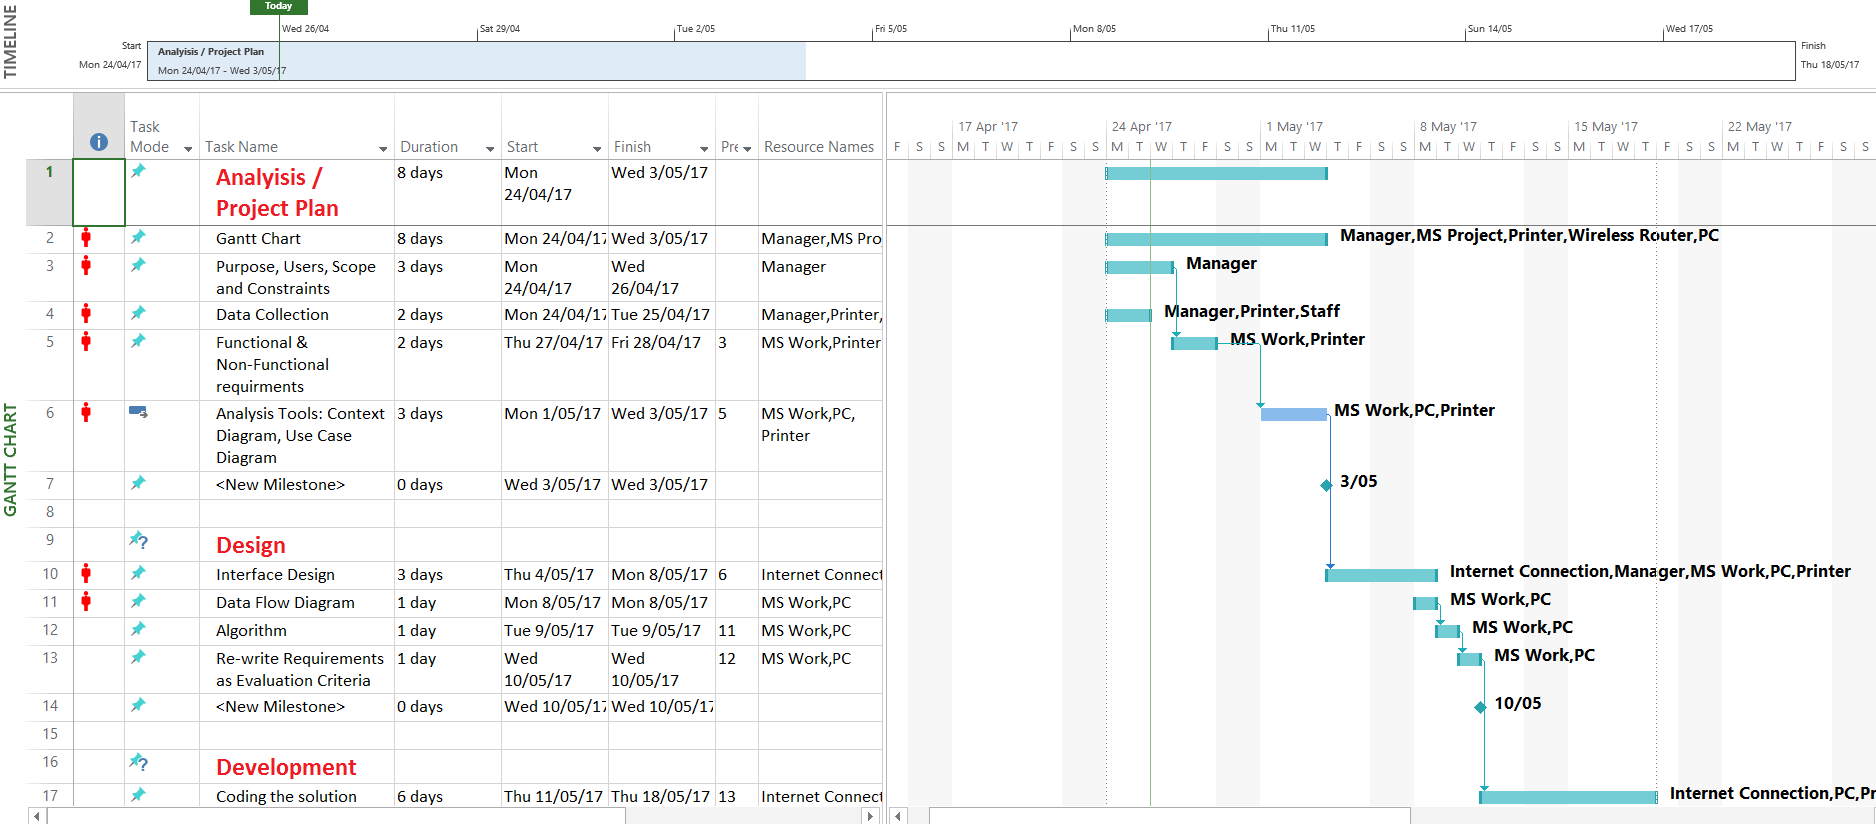 TIMELINE
Today
Wed 26/04
Sat 29/04
Tue 2/05
Fri 5/05
Mon 8/05
Thu 11/05
Sun 14/05
Wed 17/05
Start
Mon 24/04/17
Analyisis / Project Plan
Mon 24/04/17 - Wed 3/05/17
Finish
Thu 18/05/17
GANTT CHART
Task Mode
Task Name
Duration
Start
Finish
Pre
Resource Names
17 Apr '17
24 Apr '17
1 May '17
8 May '17
15 May '17
22 May '17
F S S M T W T F S S M T W T F S S M T W T F S S M T W T F S S M T W T F S S M T W T F S S
1
Analyisis /
Project Plan
8 days
Mon
24/04/17
Wed 3/05/17
2 Gantt Chart 8 days Mon 24/04/17 Wed 3/05/17 Manager,MS Pro
Manager,MS Project,Printer,Wireless Router,PC
3 Purpose, Users, Scope
and Constraints
3 days
Mon
24/04/17
Wed
26/04/17
Manager
Manager
4 Data Collection 2 days Mon 24/04/17 Tue 25/04/17 Manager,Printer,
Manager,Printer,Staff
5 Functional &
Non-Functional
requirments
2 days Thu 27/04/17 Fri 28/04/17 3 MS Work,Printer
MS Work,Printer
6 Analysis Tools: Context
Diagram, Use Case
Diagram
3 days Mon 1/05/17 Wed 3/05/17 5 MS Work,PC,
Printer
MS Work,PC,Printer
7 <New Milestone> 0 days Wed 3/05/17 Wed 3/05/17
3/05
8
9 Design
10 Interface Design 3 days Thu 4/05/17 Mon 8/05/17 6 Internet Connect
Internet Connection,Manager,MS Work,PC,Printer
11 Data Flow Diagram 1 day Mon 8/05/17 Mon 8/05/17 MS Work,PC
MS Work,PC
12 Algorithm 1 day Tue 9/05/17 Tue 9/05/17 11 MS Work,PC
MS Work,PC
13 Re-write Requirements
as Evaluation Criteria
1 day
Wed
10/05/17
Wed
10/05/17
12 MS Work,PC
MS Work,PC
14 <New Milestone> 0 days Wed 10/05/17 Wed 10/05/17
10/05
15
16 Development
17 Coding the solution 6 days Thu 11/05/17 Thu 18/05/17 13 Internet Connect
Internet Connection,PC,Pr